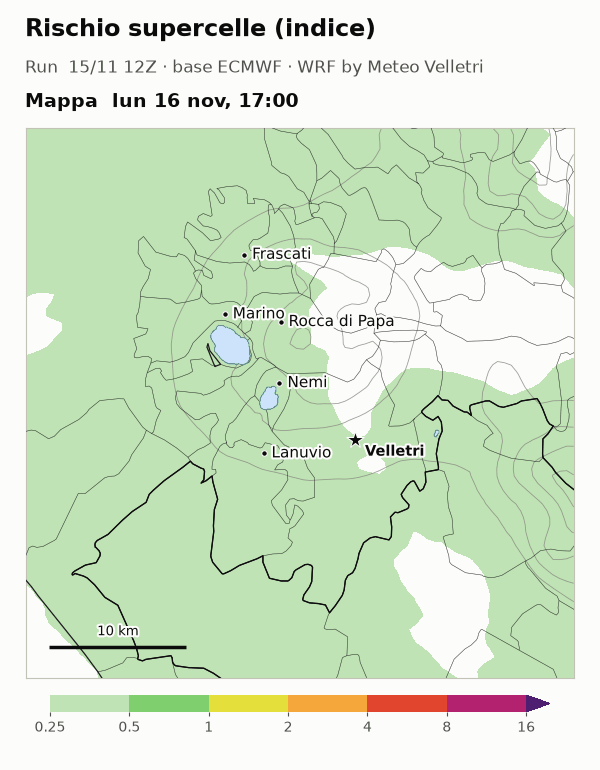 Rischio supercelle (indice)
Run  15/11 12Z · base ECMWF · WRF by Meteo Velletri
Mappa  lun 16 nov, 17:00
Frascati
Marino
Rocca di Papa
Nemi
Velletri
Lanuvio
10 km
0.25 0.5 1 2 4 8 16